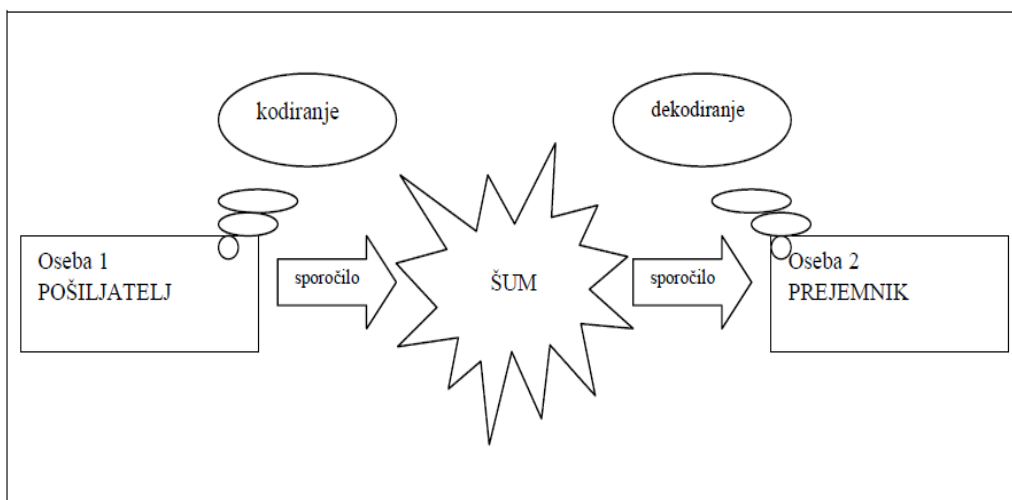 kodiranje
dekodiranje
Oseba 1
POŠILJATELJ
sporočilo
ŠUM
sporočilo
Oseba 2
PREJEMNIK